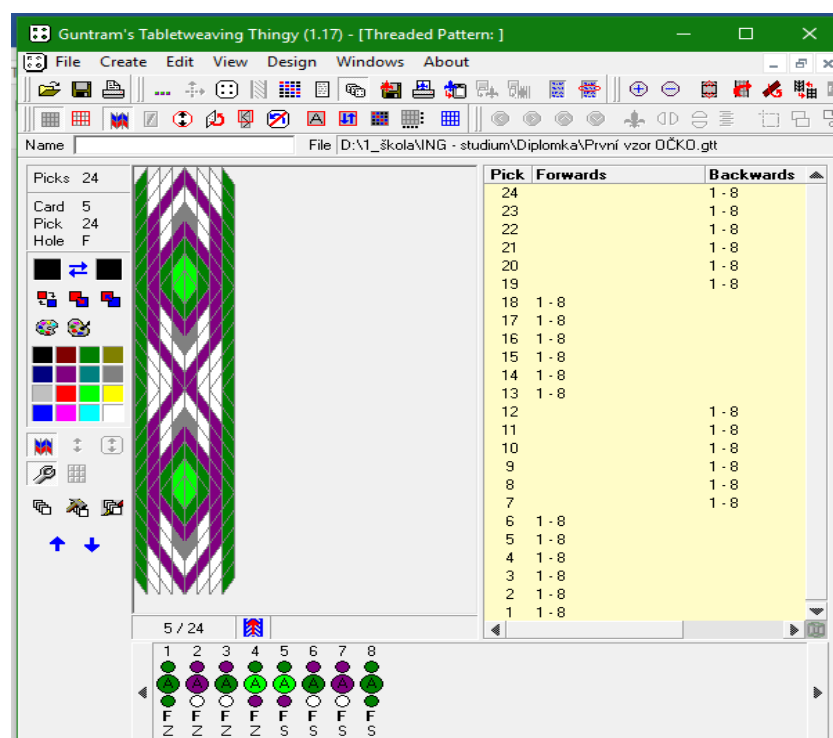 Guntram's Tabletweaving Thingy (1.17) - [Threaded Pattern: ]
File Create Edit View Design Windows About
Name File D:\1_škola\ING - studium\Diplomka\První vzor OČKO.gtt
Picks 24
Card 5
Pick 24
Hole F
Pick Forwards Backwards
24 1 - 8
23 1 - 8
22 1 - 8
21 1 - 8
20 1 - 8
19 1 - 8
18 1 - 8
17 1 - 8
16 1 - 8
15 1 - 8
14 1 - 8
13 1 - 8
12 1 - 8
11 1 - 8
10 1 - 8
9 1 - 8
8 1 - 8
7 1 - 8
6 1 - 8
5 1 - 8
4 1 - 8
3 1 - 8
2 1 - 8
1 1 - 8
5 / 24
1 2 3 4 5 6 7 8
A A A A A A A A
F F F F F F F F
Z Z Z Z S S S S